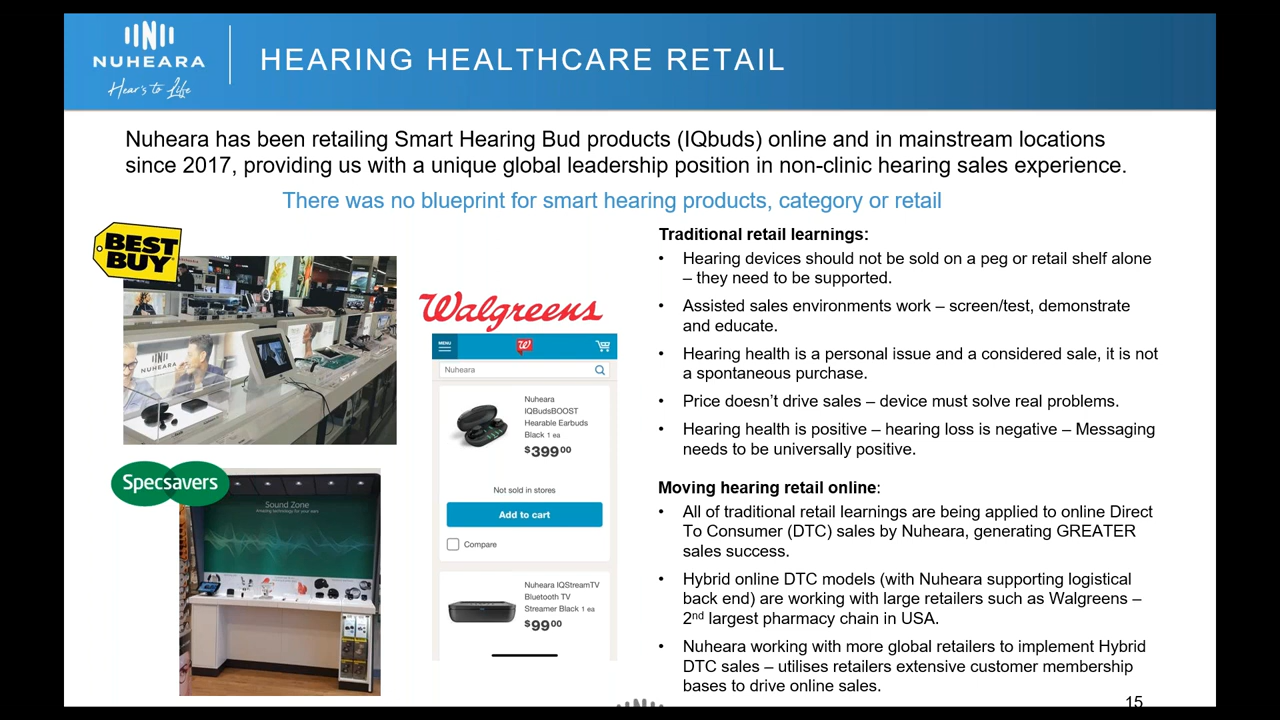 NUHEARA
Hear's to Life
HEARING HEALTHCARE RETAIL
Nuheara has been retailing Smart Hearing Bud products (IQbuds) online and in mainstream locations
since 2017, providing us with a unique global leadership position in non-clinic hearing sales experience.
There was no blueprint for smart hearing products, category or retail
BEST
BUY
NUHEARA
Specsavers
Sound Zone
Walgreens
MENU
W
Nuheara
Nuheara
IQBudsBOOST
Hearable Earbuds
Black 1 ea
$399.00
Not sold in stores
Add to cart
Compare
Nuheara IQStreamTV
Bluetooth TV
Streamer Black 1 ea
$99.00
Traditional retail learnings:
• Hearing devices should not be sold on a peg or retail shelf alone
– they need to be supported.
• Assisted sales environments work – screen/test, demonstrate
and educate.
• Hearing health is a personal issue and a considered sale, it is not
a spontaneous purchase.
• Price doesn't drive sales – device must solve real problems.
• Hearing health is positive – hearing loss is negative – Messaging
needs to be universally positive.
Moving hearing retail online:
• All of traditional retail learnings are being applied to online Direct
To Consumer (DTC) sales by Nuheara, generating GREATER
sales success.
• Hybrid online DTC models (with Nuheara supporting logistical
back end) are working with large retailers such as Walgreens –
2nd largest pharmacy chain in USA.
• Nuheara working with more global retailers to implement Hybrid
DTC sales – utilises retailers extensive customer membership
bases to drive online sales.
15